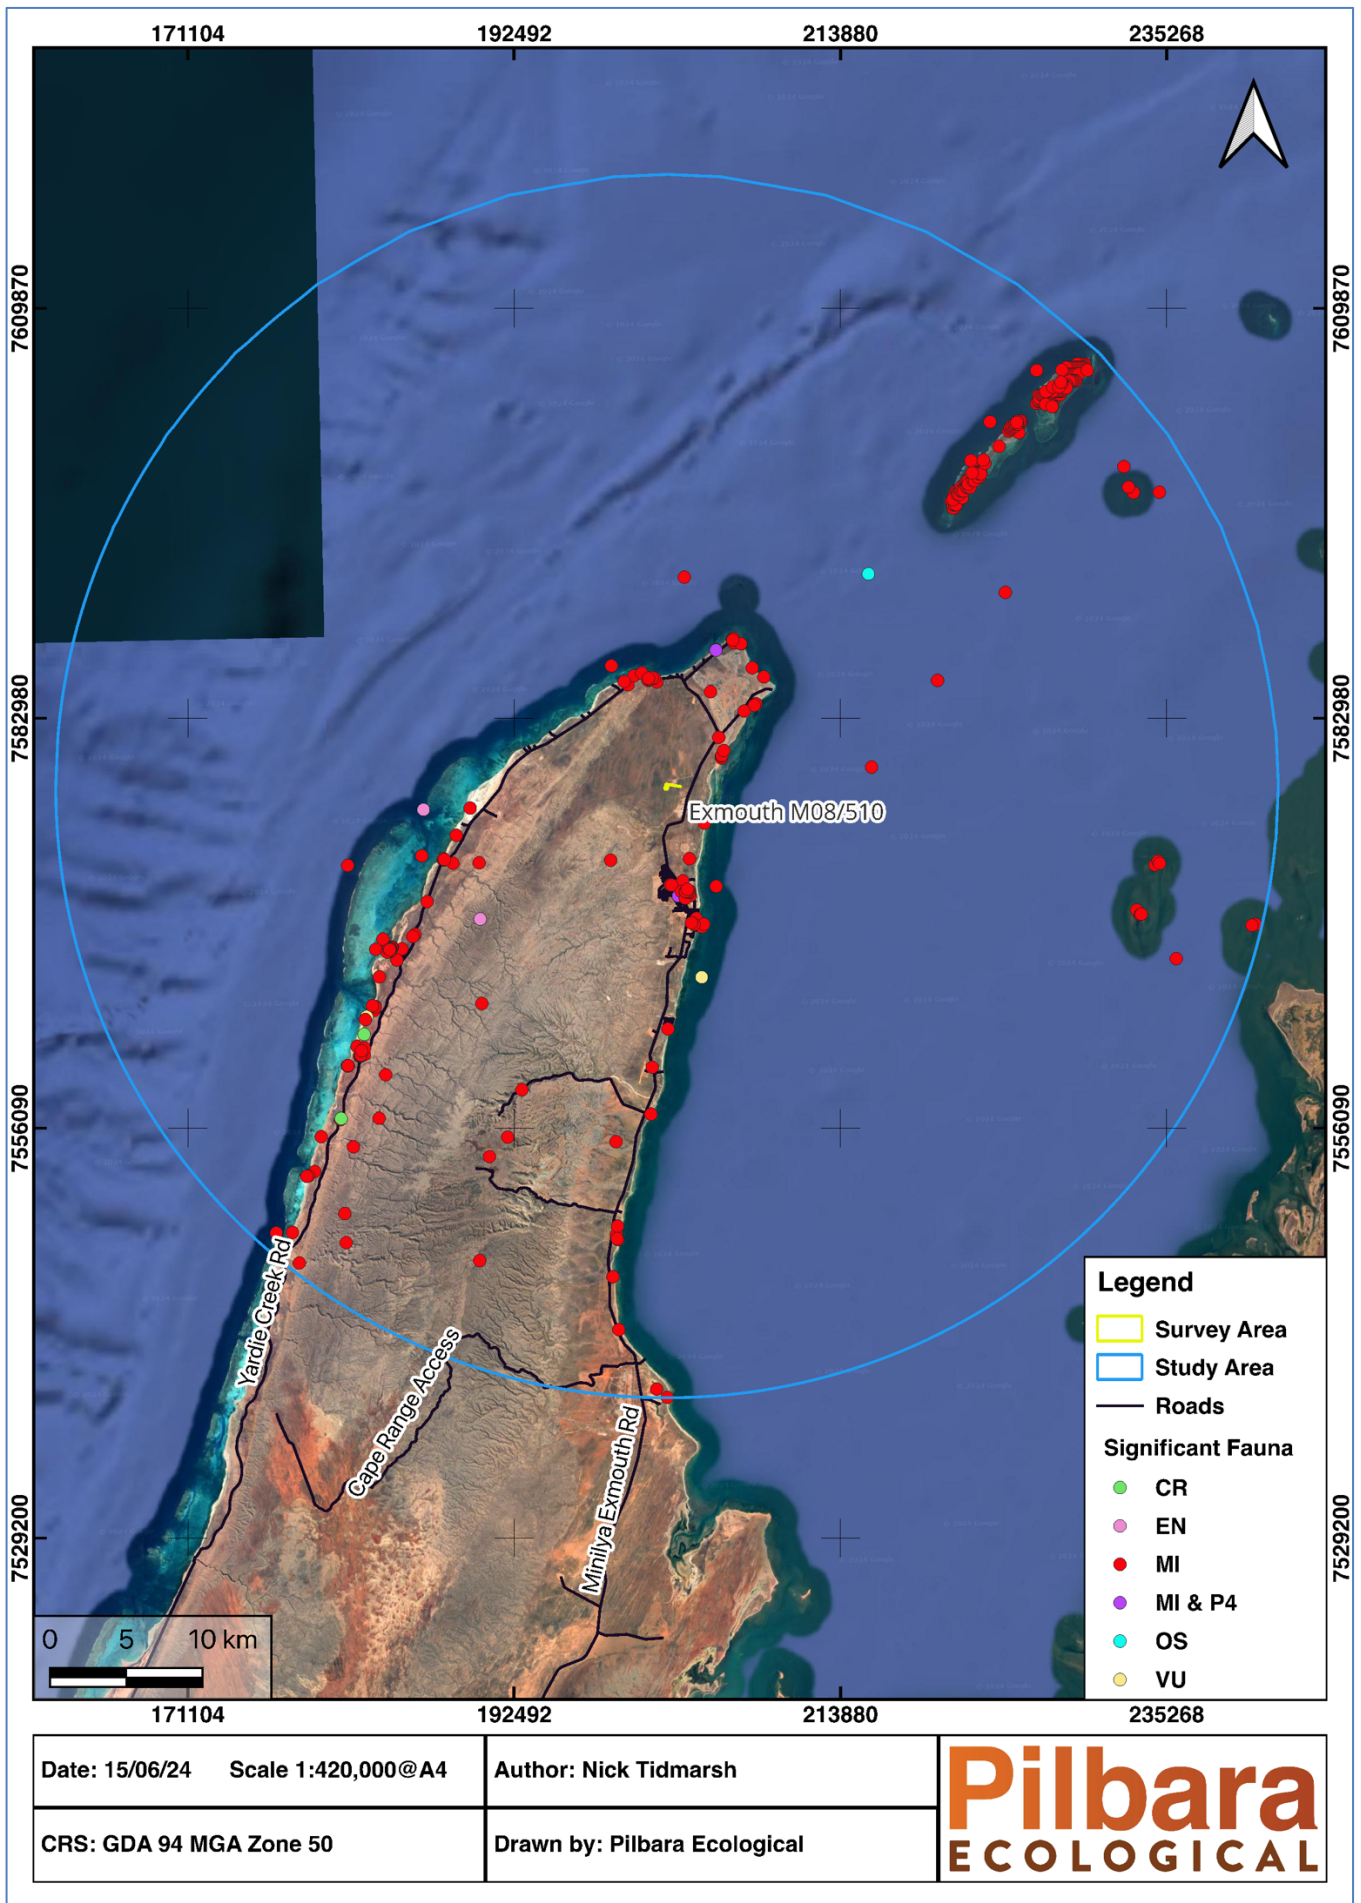 171104 192492 213880 235268
7609870 7609870
7582980 7582980
Exmouth M08/510
7556090 7556090
Yardie Creek Rd
Cape Range Access
Minilya Exmouth Rd
7529200 7529200
Legend
Survey Area
Study Area
Roads
Significant Fauna
CR
EN
MI
MI & P4
OS
VU
0 5 10 km
171104 192492 213880 235268
Date: 15/06/24 Scale 1:420,000@A4
Author: Nick Tidmarsh
CRS: GDA 94 MGA Zone 50
Drawn by: Pilbara Ecological
Pilbara
ECOLOGICAL